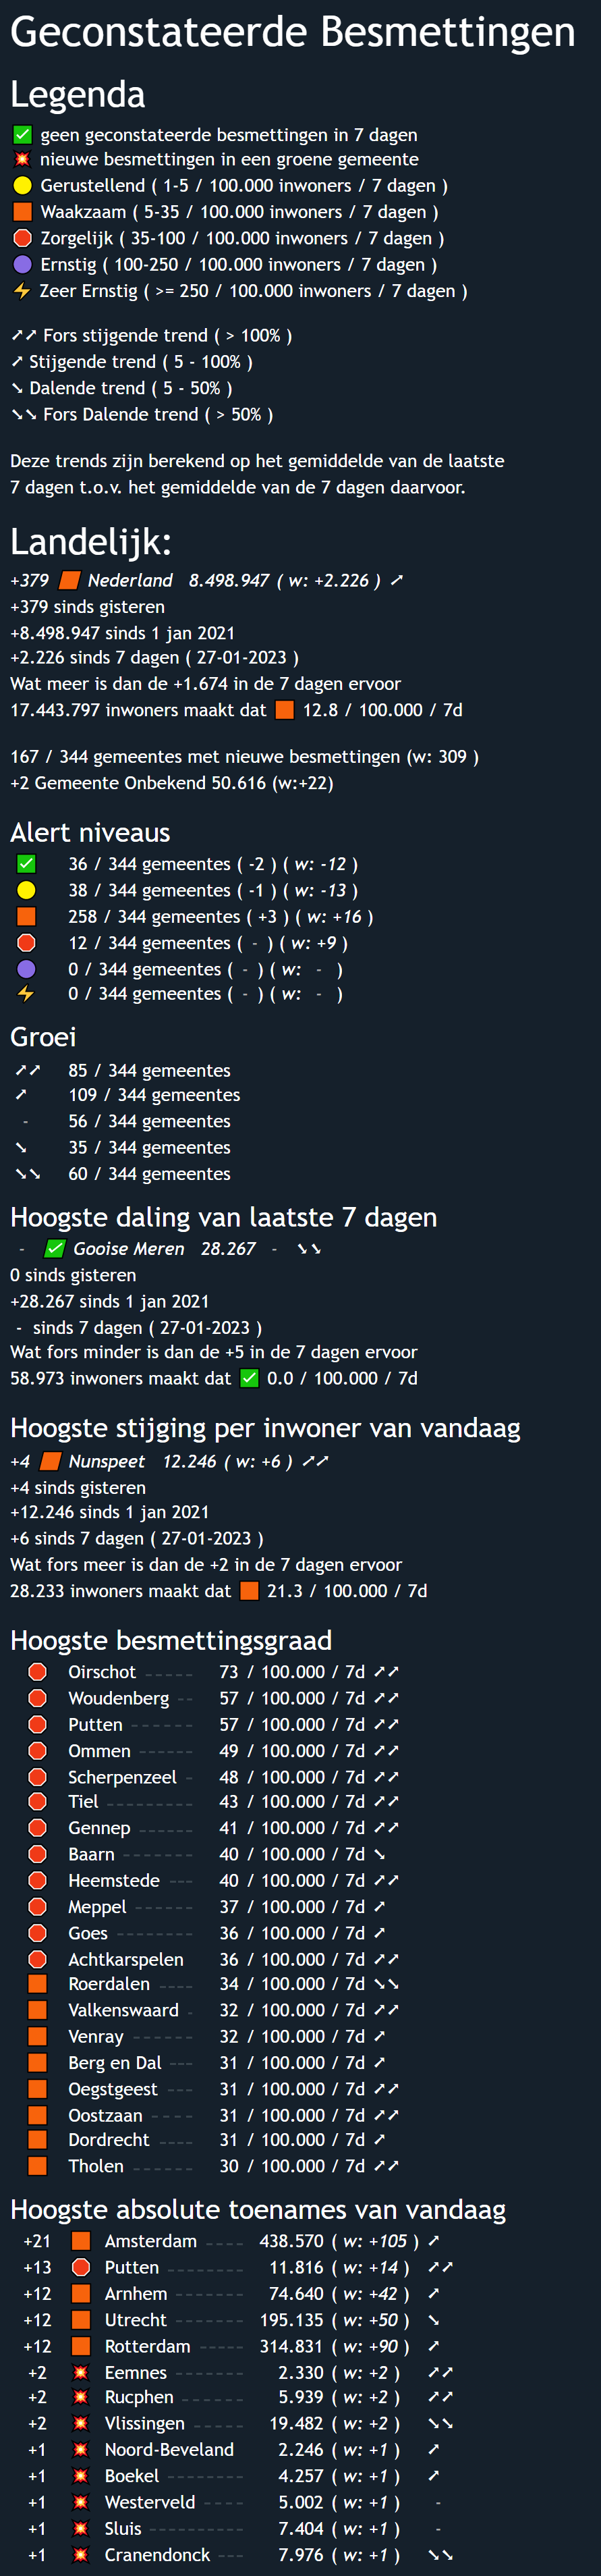 Geconstateerde Besmettingen
Legenda
✅ geen geconstateerde besmettingen in 7 dagen
💥 nieuwe besmettingen in een groene gemeente
🟡 Gerustellend ( 1-5 / 100.000 inwoners / 7 dagen )
🟧 Waakzaam ( 5-35 / 100.000 inwoners / 7 dagen )
🛑 Zorgelijk ( 35-100 / 100.000 inwoners / 7 dagen )
🟣 Ernstig ( 100-250 / 100.000 inwoners / 7 dagen )
⚡ Zeer Ernstig ( >= 250 / 100.000 inwoners / 7 dagen )
➚➚ Fors stijgende trend ( > 100% )
➚ Stijgende trend ( 5 - 100% )
➘ Dalende trend ( 5 - 50% )
➘➘ Fors Dalende trend ( > 50% )
Deze trends zijn berekend op het gemiddelde van de laatste
7 dagen t.o.v. het gemiddelde van de 7 dagen daarvoor.
Landelijk:
+379 🟧 Nederland 8.498.947 ( w: +2.226 ) ➚
+379 sinds gisteren
+8.498.947 sinds 1 jan 2021
+2.226 sinds 7 dagen ( 27-01-2023 )
Wat meer is dan de +1.674 in de 7 dagen ervoor
17.443.797 inwoners maakt dat 🟧 12.8 / 100.000 / 7d
167 / 344 gemeentes met nieuwe besmettingen (w: 309 )
+2 Gemeente Onbekend 50.616 (w:+22)
Alert niveaus
✅ 36 / 344 gemeentes ( -2 ) ( w: -12 )
🟡 38 / 344 gemeentes ( -1 ) ( w: -13 )
🟧 258 / 344 gemeentes ( +3 ) ( w: +16 )
🛑 12 / 344 gemeentes ( - ) ( w: +9 )
🟣 0 / 344 gemeentes ( - ) ( w: - )
⚡ 0 / 344 gemeentes ( - ) ( w: - )
Groei
➚➚ 85 / 344 gemeentes
➚ 109 / 344 gemeentes
- 56 / 344 gemeentes
➘ 35 / 344 gemeentes
➘➘ 60 / 344 gemeentes
Hoogste daling van laatste 7 dagen
- ✅ Gooise Meren 28.267 - ➘➘
0 sinds gisteren
+28.267 sinds 1 jan 2021
- sinds 7 dagen ( 27-01-2023 )
Wat fors minder is dan de +5 in de 7 dagen ervoor
58.973 inwoners maakt dat ✅ 0.0 / 100.000 / 7d
Hoogste stijging per inwoner van vandaag
+4 🟧 Nunspeet 12.246 ( w: +6 ) ➚➚
+4 sinds gisteren
+12.246 sinds 1 jan 2021
+6 sinds 7 dagen ( 27-01-2023 )
Wat fors meer is dan de +2 in de 7 dagen ervoor
28.233 inwoners maakt dat 🟧 21.3 / 100.000 / 7d
Hoogste besmettingsgraad
🛑 Oirschot ----- 73 / 100.000 / 7d ➚➚
🛑 Woudenberg -- 57 / 100.000 / 7d ➚➚
🛑 Putten ------ 57 / 100.000 / 7d ➚➚
🛑 Ommen ------ 49 / 100.000 / 7d ➚➚
🛑 Scherpenzeel - 48 / 100.000 / 7d ➚➚
🛑 Tiel -------- 43 / 100.000 / 7d ➚➚
🛑 Gennep ------ 41 / 100.000 / 7d ➚➚
🛑 Baarn ------- 40 / 100.000 / 7d ➘
🛑 Heemstede --- 40 / 100.000 / 7d ➚➚
🛑 Meppel ------ 37 / 100.000 / 7d ➚
🛑 Goes -------- 36 / 100.000 / 7d ➚
🛑 Achtkarspelen 36 / 100.000 / 7d ➚➚
🟧 Roerdalen ---- 34 / 100.000 / 7d ➘➘
🟧 Valkenswaard - 32 / 100.000 / 7d ➚➚
🟧 Venray ------ 32 / 100.000 / 7d ➚
🟧 Berg en Dal --- 31 / 100.000 / 7d ➚
🟧 Oegstgeest --- 31 / 100.000 / 7d ➚➚
🟧 Oostzaan ----- 31 / 100.000 / 7d ➚➚
🟧 Dordrecht ---- 31 / 100.000 / 7d ➚
🟧 Tholen ------ 30 / 100.000 / 7d ➚➚
Hoogste absolute toenames van vandaag
+21 🟧 Amsterdam ---- 438.570 ( w: +105 ) ➚
+13 🛑 Putten ------- 11.816 ( w: +14 ) ➚➚
+12 🟧 Arnhem ------ 74.640 ( w: +42 ) ➚
+12 🟧 Utrecht ------- 195.135 ( w: +50 ) ➘
+12 🟧 Rotterdam ----- 314.831 ( w: +90 ) ➚
+2 💥 Eemnes ------- 2.330 ( w: +2 ) ➚➚
+2 💥 Rucphen ------ 5.939 ( w: +2 ) ➚➚
+2 💥 Vlissingen ----- 19.482 ( w: +2 ) ➘➘
+1 💥 Noord-Beveland 2.246 ( w: +1 ) ➚
+1 💥 Boekel -------- 4.257 ( w: +1 ) ➚
+1 💥 Westerveld ---- 5.002 ( w: +1 ) -
+1 💥 Sluis ---------- 7.404 ( w: +1 ) -
+1 💥 Cranendonck --- 7.976 ( w: +1 ) ➘➘